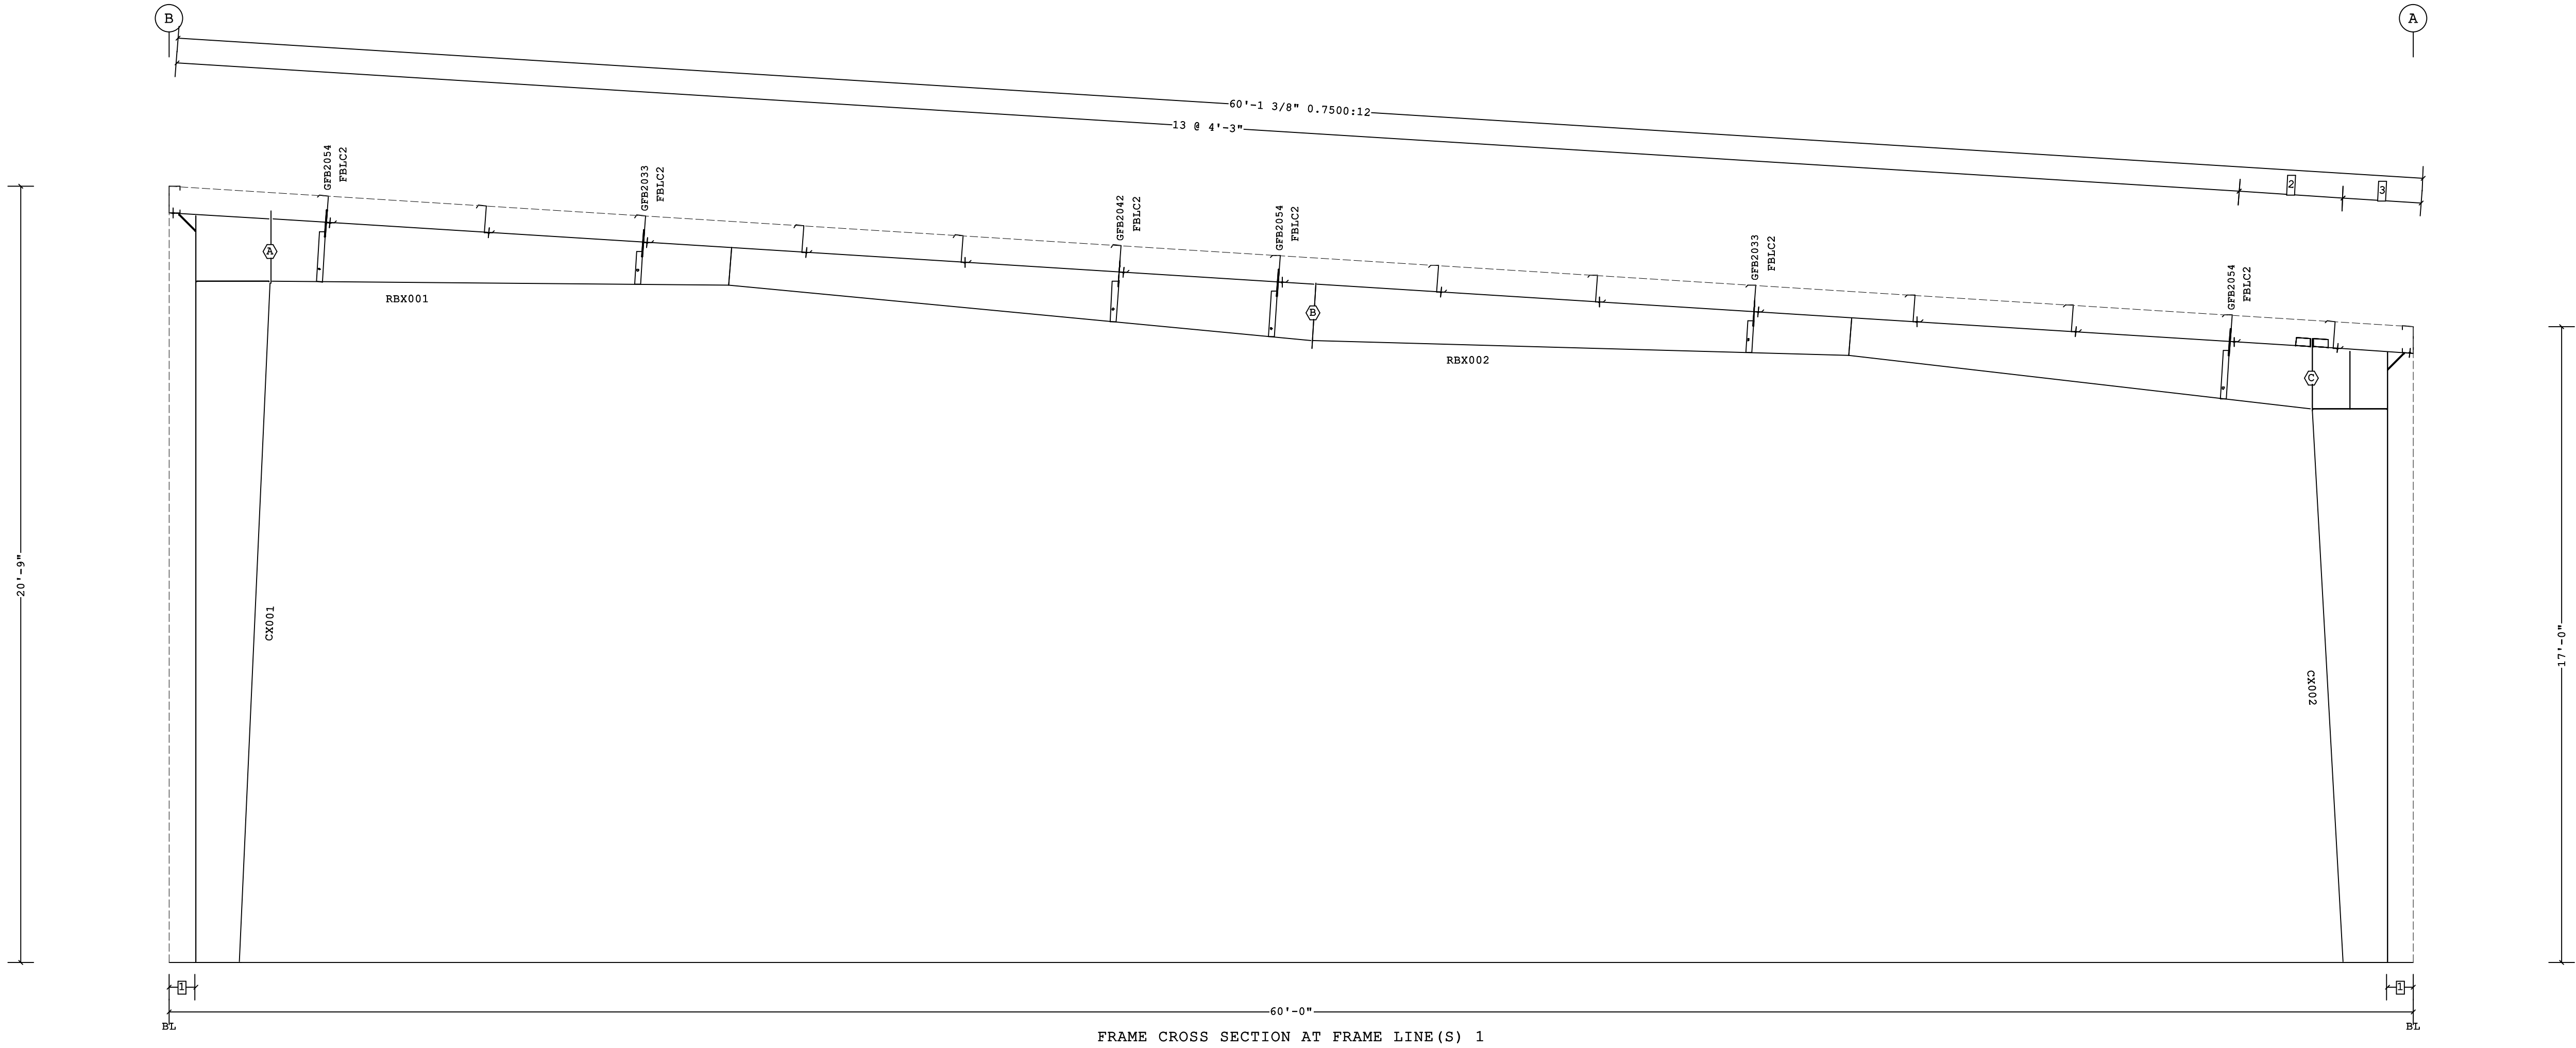 B
A
60'-1 3/8" 0.7500:12
13 @ 4'-3"
2
3
GFB2054
FBLC2
GFB2033
FBLC2
GFB2042
FBLC2
GFB2054
FBLC2
GFB2033
FBLC2
GFB2054
FBLC2
A
B
C
RBX001
RBX002
20'-9"
17'-0"
CX001
CX002
1
1
60'-0"
BL
BL
FRAME CROSS SECTION AT FRAME LINE(S) 1